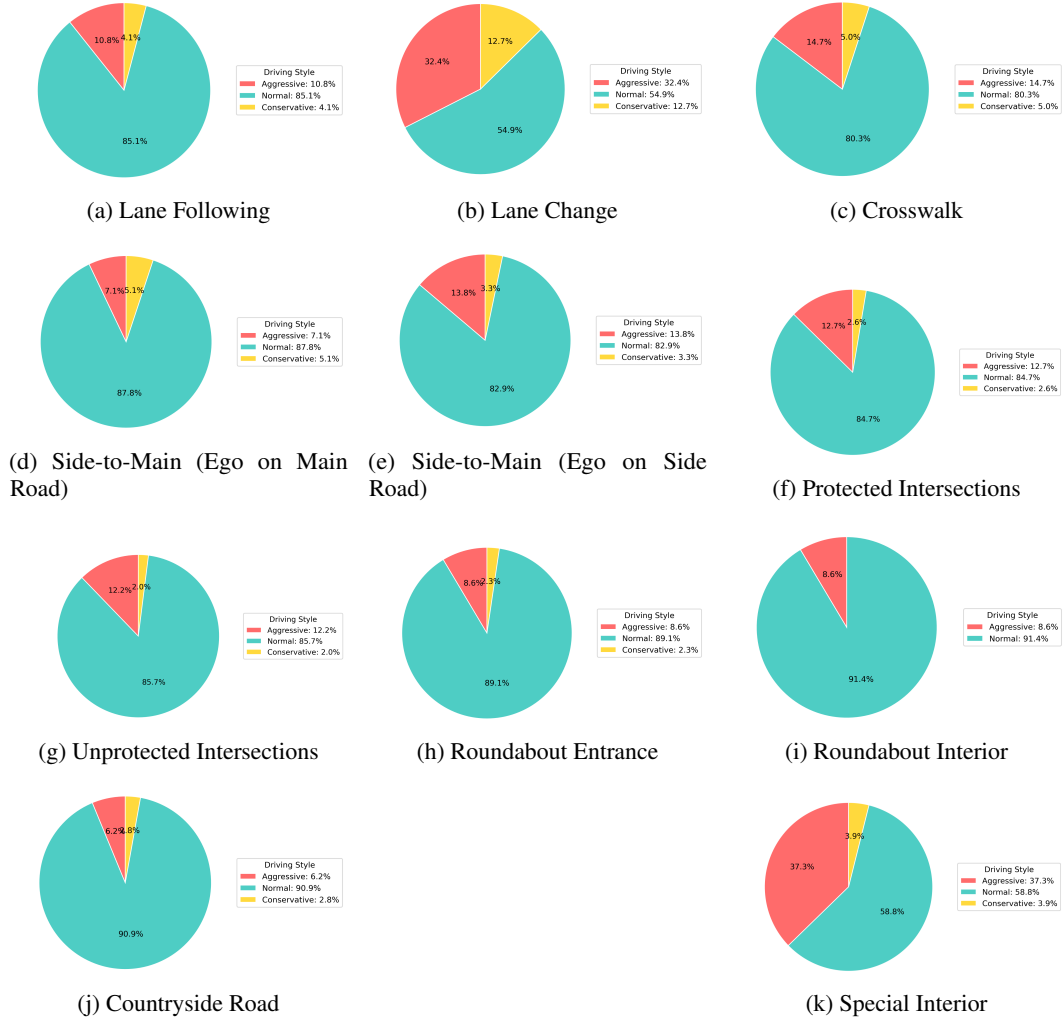 10.8%
4.1%
85.1%
Driving Style
Aggressive: 10.8%
Normal: 85.1%
Conservative: 4.1%
(a) Lane Following
32.4%
12.7%
54.9%
Driving Style
Aggressive: 32.4%
Normal: 54.9%
Conservative: 12.7%
(b) Lane Change
14.7%
5.0%
80.3%
Driving Style
Aggressive: 14.7%
Normal: 80.3%
Conservative: 5.0%
(c) Crosswalk
7.1%
5.1%
87.8%
Driving Style
Aggressive: 7.1%
Normal: 87.8%
Conservative: 5.1%
(d) Side-to-Main (Ego on Main
Road)
13.8%
3.3%
82.9%
Driving Style
Aggressive: 13.8%
Normal: 82.9%
Conservative: 3.3%
(e) Side-to-Main (Ego on Side
Road)
12.7%
2.6%
84.7%
Driving Style
Aggressive: 12.7%
Normal: 84.7%
Conservative: 2.6%
(f) Protected Intersections
12.2%
2.0%
85.7%
Driving Style
Aggressive: 12.2%
Normal: 85.7%
Conservative: 2.0%
(g) Unprotected Intersections
8.6%
2.3%
89.1%
Driving Style
Aggressive: 8.6%
Normal: 89.1%
Conservative: 2.3%
(h) Roundabout Entrance
8.6%
91.4%
Driving Style
Aggressive: 8.6%
Normal: 91.4%
(i) Roundabout Interior
6.2%
2.8%
90.9%
Driving Style
Aggressive: 6.2%
Normal: 90.9%
Conservative: 2.8%
(j) Countryside Road
37.3%
3.9%
58.8%
Driving Style
Aggressive: 37.3%
Normal: 58.8%
Conservative: 3.9%
(k) Special Interior